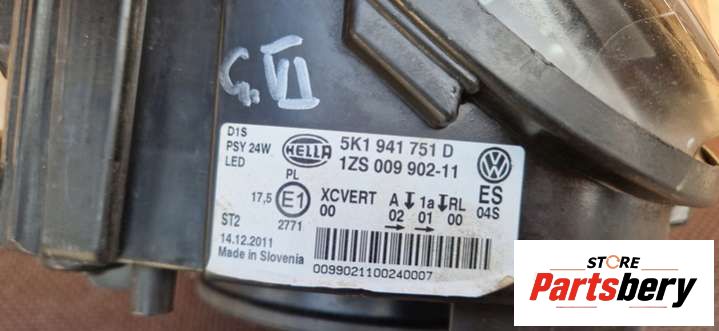 G.VI
D1S
PSY 24W
LED
HELLA
5K1 941 751 D
1ZS 009 902-11
VW
PL
17,5
E1
2771
ST2
14.12.2011
Made in Slovenia
XCVERT A 1a RL
00 02 01 00
ES
04S
0099021100240007
STORE
Partsbery